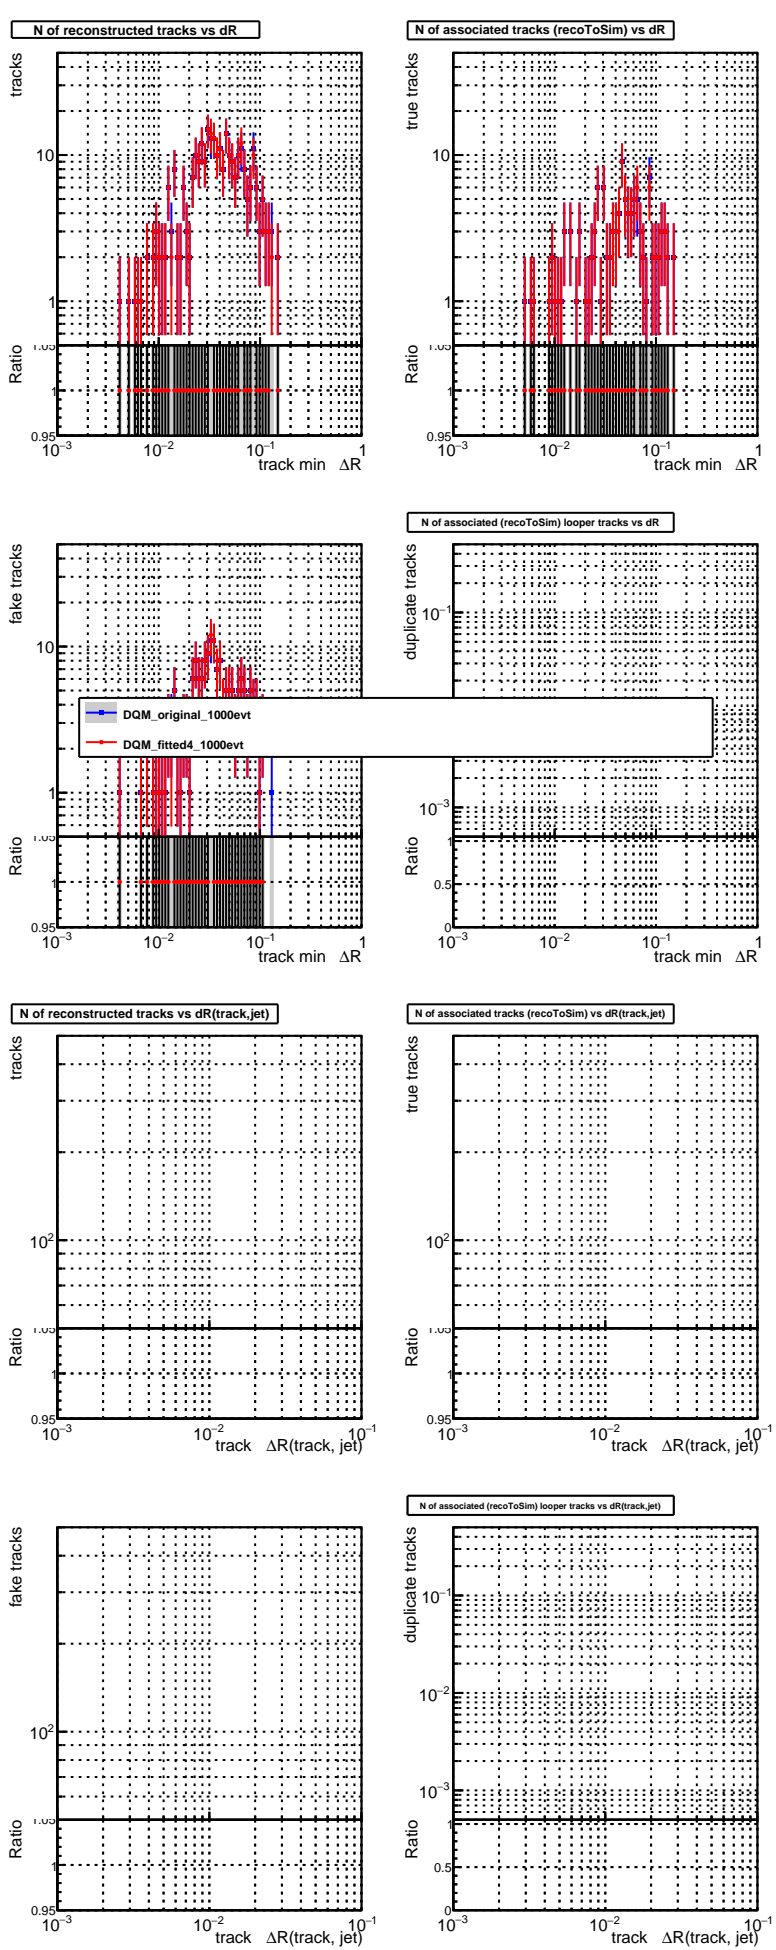 N of reconstructed tracks vs dR
tracks
10
1
Ratio
1.05
1
0.95
10−3
10−2
10−1
1
track min ΔR
N of associated tracks (recoToSim) vs dR
true tracks
10
1
Ratio
1.05
1
0.95
10−3
10−2
10−1
1
track min ΔR
fake tracks
10
1
Ratio
1.05
1
0.95
10−3
10−2
10−1
1
track min ΔR
N of associated (recoToSim) looper tracks vs dR
duplicate tracks
10−1
10−3
Ratio
1
0.5
0
10−3
10−2
10−1
1
track min ΔR
DQM_original_1000evt
DQM_fitted4_1000evt
N of reconstructed tracks vs dR(track,jet)
tracks
102
Ratio
1.05
1
0.95
10−3
10−2
10−1
track ΔR(track, jet)
N of associated tracks (recoToSim) vs dR(track,jet)
true tracks
102
Ratio
1.05
1
0.95
10−3
10−2
10−1
track ΔR(track, jet)
fake tracks
102
Ratio
1.05
1
0.95
10−3
10−2
10−1
track ΔR(track, jet)
N of associated (recoToSim) looper tracks vs dR(track,jet)
duplicate tracks
10−1
10−2
10−3
Ratio
1
0.5
0
10−3
10−2
10−1
track ΔR(track, jet)